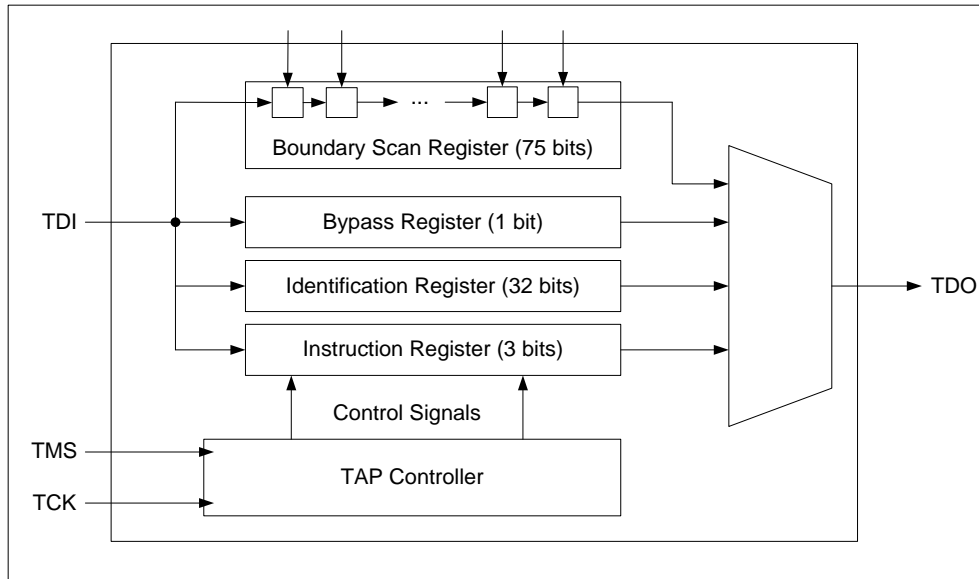 ...
Boundary Scan Register (75 bits)
TDI
Bypass Register (1 bit)
Identification Register (32 bits)
TDO
Instruction Register (3 bits)
Control Signals
TMS
TAP Controller
TCK